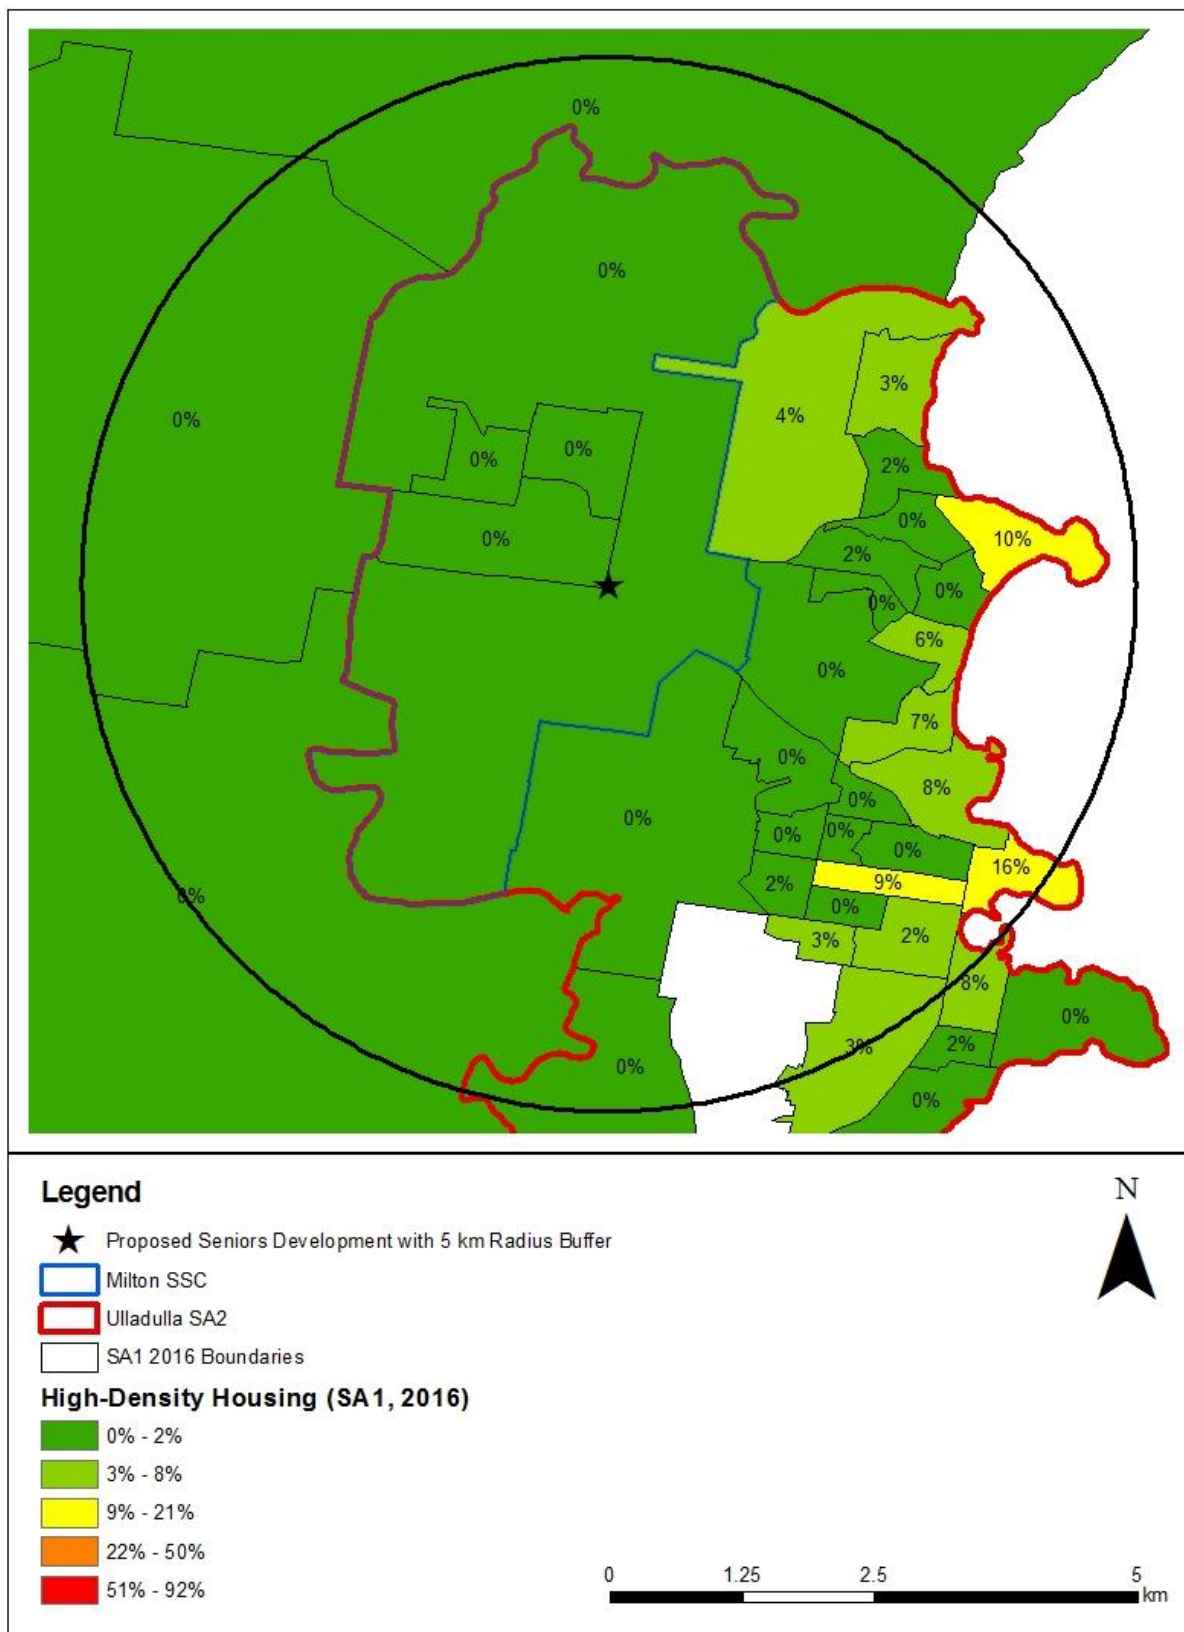 0%
0%
0%
3%
4%
0%
0%
2%
0%
0%
10%
0%
2%
0%
0%
6%
0%
7%
0%
8%
0%
0%
0%
0%
0%
16%
2%
9%
0%
0%
3%
2%
8%
0%
3%
2%
0%
0%
Legend
N
Proposed Seniors Development with 5 km Radius Buffer
Milton SSC
Ulladulla SA2
SA1 2016 Boundaries
High-Density Housing (SA1, 2016)
0% - 2%
3% - 8%
9% - 21%
22% - 50%
51% - 92%
0 1.25 2.5 5
km